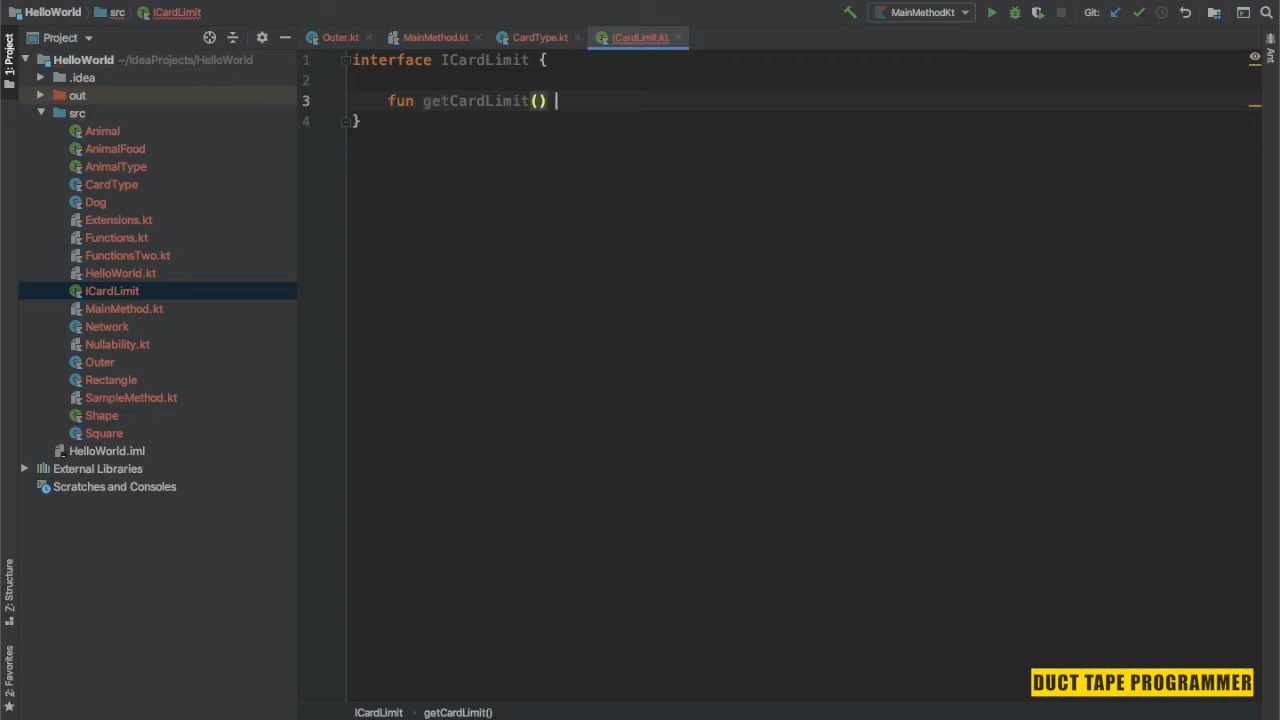 HelloWorld
src
ICardLimit
MainMethodKt
Git:
Project
Outer.kt
MainMethod.kt
CardType.kt
ICardLimit.kt
1: Project
Ant
HelloWorld ~/IdeaProjects/HelloWorld
.idea
out
src
Animal
AnimalFood
AnimalType
CardType
Dog
Extensions.kt
Functions.kt
FunctionsTwo.kt
HelloWorld.kt
ICardLimit
MainMethod.kt
Network
Nullability.kt
Outer
Rectangle
SampleMethod.kt
Shape
Square
HelloWorld.iml
External Libraries
Scratches and Consoles
1 interface ICardLimit {
2
3 fun getCardLimit()
4 }
Z: Structure
2: Favorites
DUCT TAPE PROGRAMMER
ICardLimit › getCardLimit()